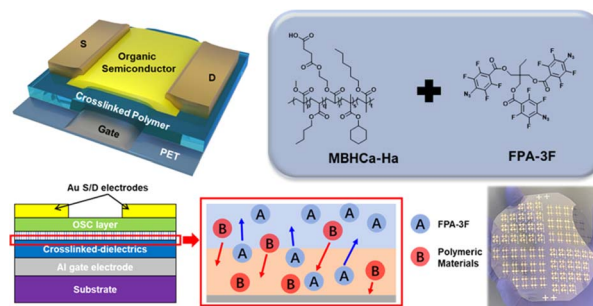 S
Organic
Semiconductor
D
Crosslinked Polymer
Gate
PET
MBHCa-Ha
FPA-3F
Au S/D electrodes
OSC layer
Crosslinked-dielectrics
Al gate electrode
Substrate
A
A
A
A
B
B
B
A
A
B
B
A
A
B
A FPA-3F
B Polymeric
Materials